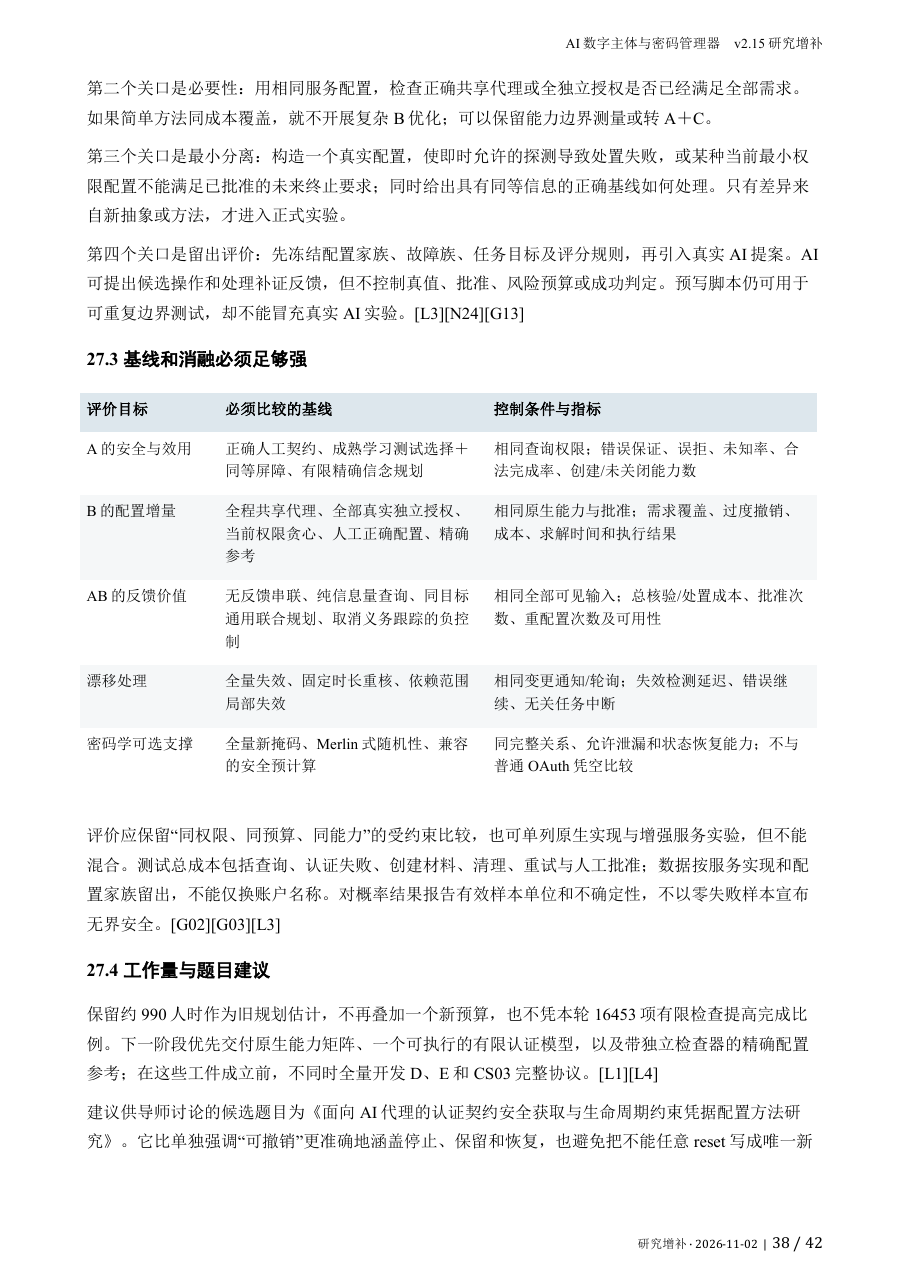 AI 数字主体与密码管理器 v2.15 研究增补
第二个关口是必要性：用相同服务配置，检查正确共享代理或全独立授权是否已经满足全部需求。
如果简单方法同成本覆盖，就不开展复杂 B 优化；可以保留能力边界测量或转 A＋C。
第三个关口是最小分离：构造一个真实配置，使即时允许的探测导致处置失败，或某种当前最小权
限配置不能满足已批准的未来终止要求；同时给出具有同等信息的正确基线如何处理。只有差异来
自新抽象或方法，才进入正式实验。
第四个关口是留出评价：先冻结配置家族、故障族、任务目标及评分规则，再引入真实 AI 提案。AI
可提出候选操作和处理补证反馈，但不控制真值、批准、风险预算或成功判定。预写脚本仍可用于
可重复边界测试，却不能冒充真实 AI 实验。[L3][N24][G13]
27.3 基线和消融必须足够强
评价目标 必须比较的基线 控制条件与指标
A 的安全与效用 正确人工契约、成熟学习测试选择＋ 相同查询权限；错误保证、误拒、未知率、合
同等屏障、有限精确信念规划 法完成率、创建/未关闭能力数
B 的配置增量 全程共享代理、全部真实独立授权、 相同原生能力与批准；需求覆盖、过度撤销、
当前权限贪心、人工正确配置、精确 成本、求解时间和执行结果
参考
AB 的反馈价值 无反馈串联、纯信息量查询、同目标 相同全部可见输入；总核验/处置成本、批准次
通用联合规划、取消义务跟踪的负控 数、重配置次数及可用性
制
漂移处理 全量失效、固定时长重核、依赖范围 相同变更通知/轮询；失效检测延迟、错误继
局部失效 续、无关任务中断
密码学可选支撑 全量新掩码、Merlin 式随机性、兼容 同完整关系、允许泄漏和状态恢复能力；不与
的安全预计算 普通 OAuth 凭空比较
评价应保留“同权限、同预算、同能力”的受约束比较，也可单列原生实现与增强服务实验，但不能
混合。测试总成本包括查询、认证失败、创建材料、清理、重试与人工批准；数据按服务实现和配
置家族留出，不能仅换账户名称。对概率结果报告有效样本单位和不确定性，不以零失败样本宣布
无界安全。[G02][G03][L3]
27.4 工作量与题目建议
保留约 990 人时作为旧规划估计，不再叠加一个新预算，也不凭本轮 16453 项有限检查提高完成比
例。下一阶段优先交付原生能力矩阵、一个可执行的有限认证模型，以及带独立检查器的精确配置
参考；在这些工件成立前，不同时全量开发 D、E 和 CS03 完整协议。[L1][L4]
建议供导师讨论的候选题目为《面向 AI 代理的认证契约安全获取与生命周期约束凭据配置方法研
究》。它比单独强调“可撤销”更准确地涵盖停止、保留和恢复，也避免把不能任意 reset 写成唯一新
研究增补 · 2026-11-02 | 38 / 42